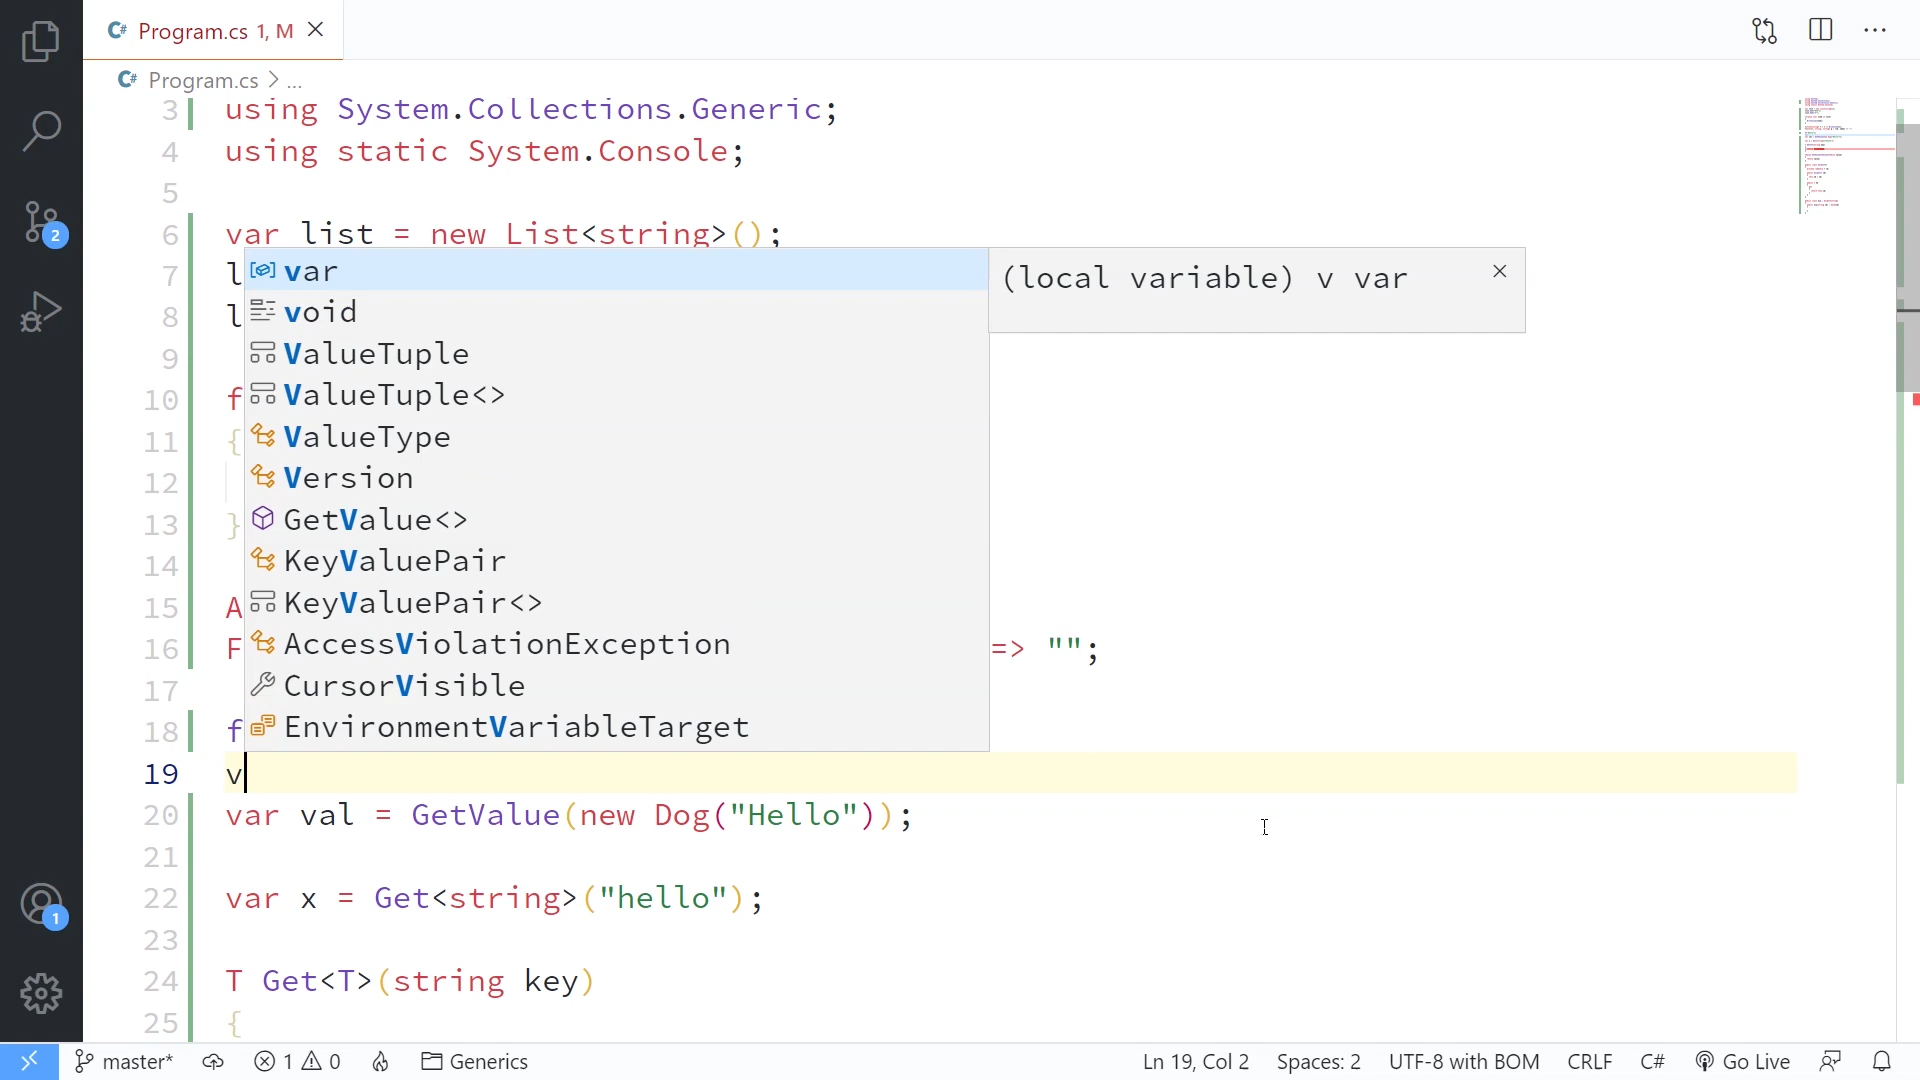 Program.cs 1, M
Program.cs > ...
3 using System.Collections.Generic;
4 using static System.Console;
5
6 var list = new List<string>();
7 l
8 l
9
10 f
11 {
12
13 }
14
15 A
16 F => "";
17
18 f
19 v
20 var val = GetValue(new Dog("Hello"));
21
22 var x = Get<string>("hello");
23
24 T Get<T>(string key)
25 {
var
void
ValueTuple
ValueTuple<>
ValueType
Version
GetValue<>
KeyValuePair
KeyValuePair<>
AccessViolationException
CursorVisible
EnvironmentVariableTarget
(local variable) v var
2
1
master*
1 0
Generics
Ln 19, Col 2
Spaces: 2
UTF-8 with BOM
CRLF
C#
Go Live